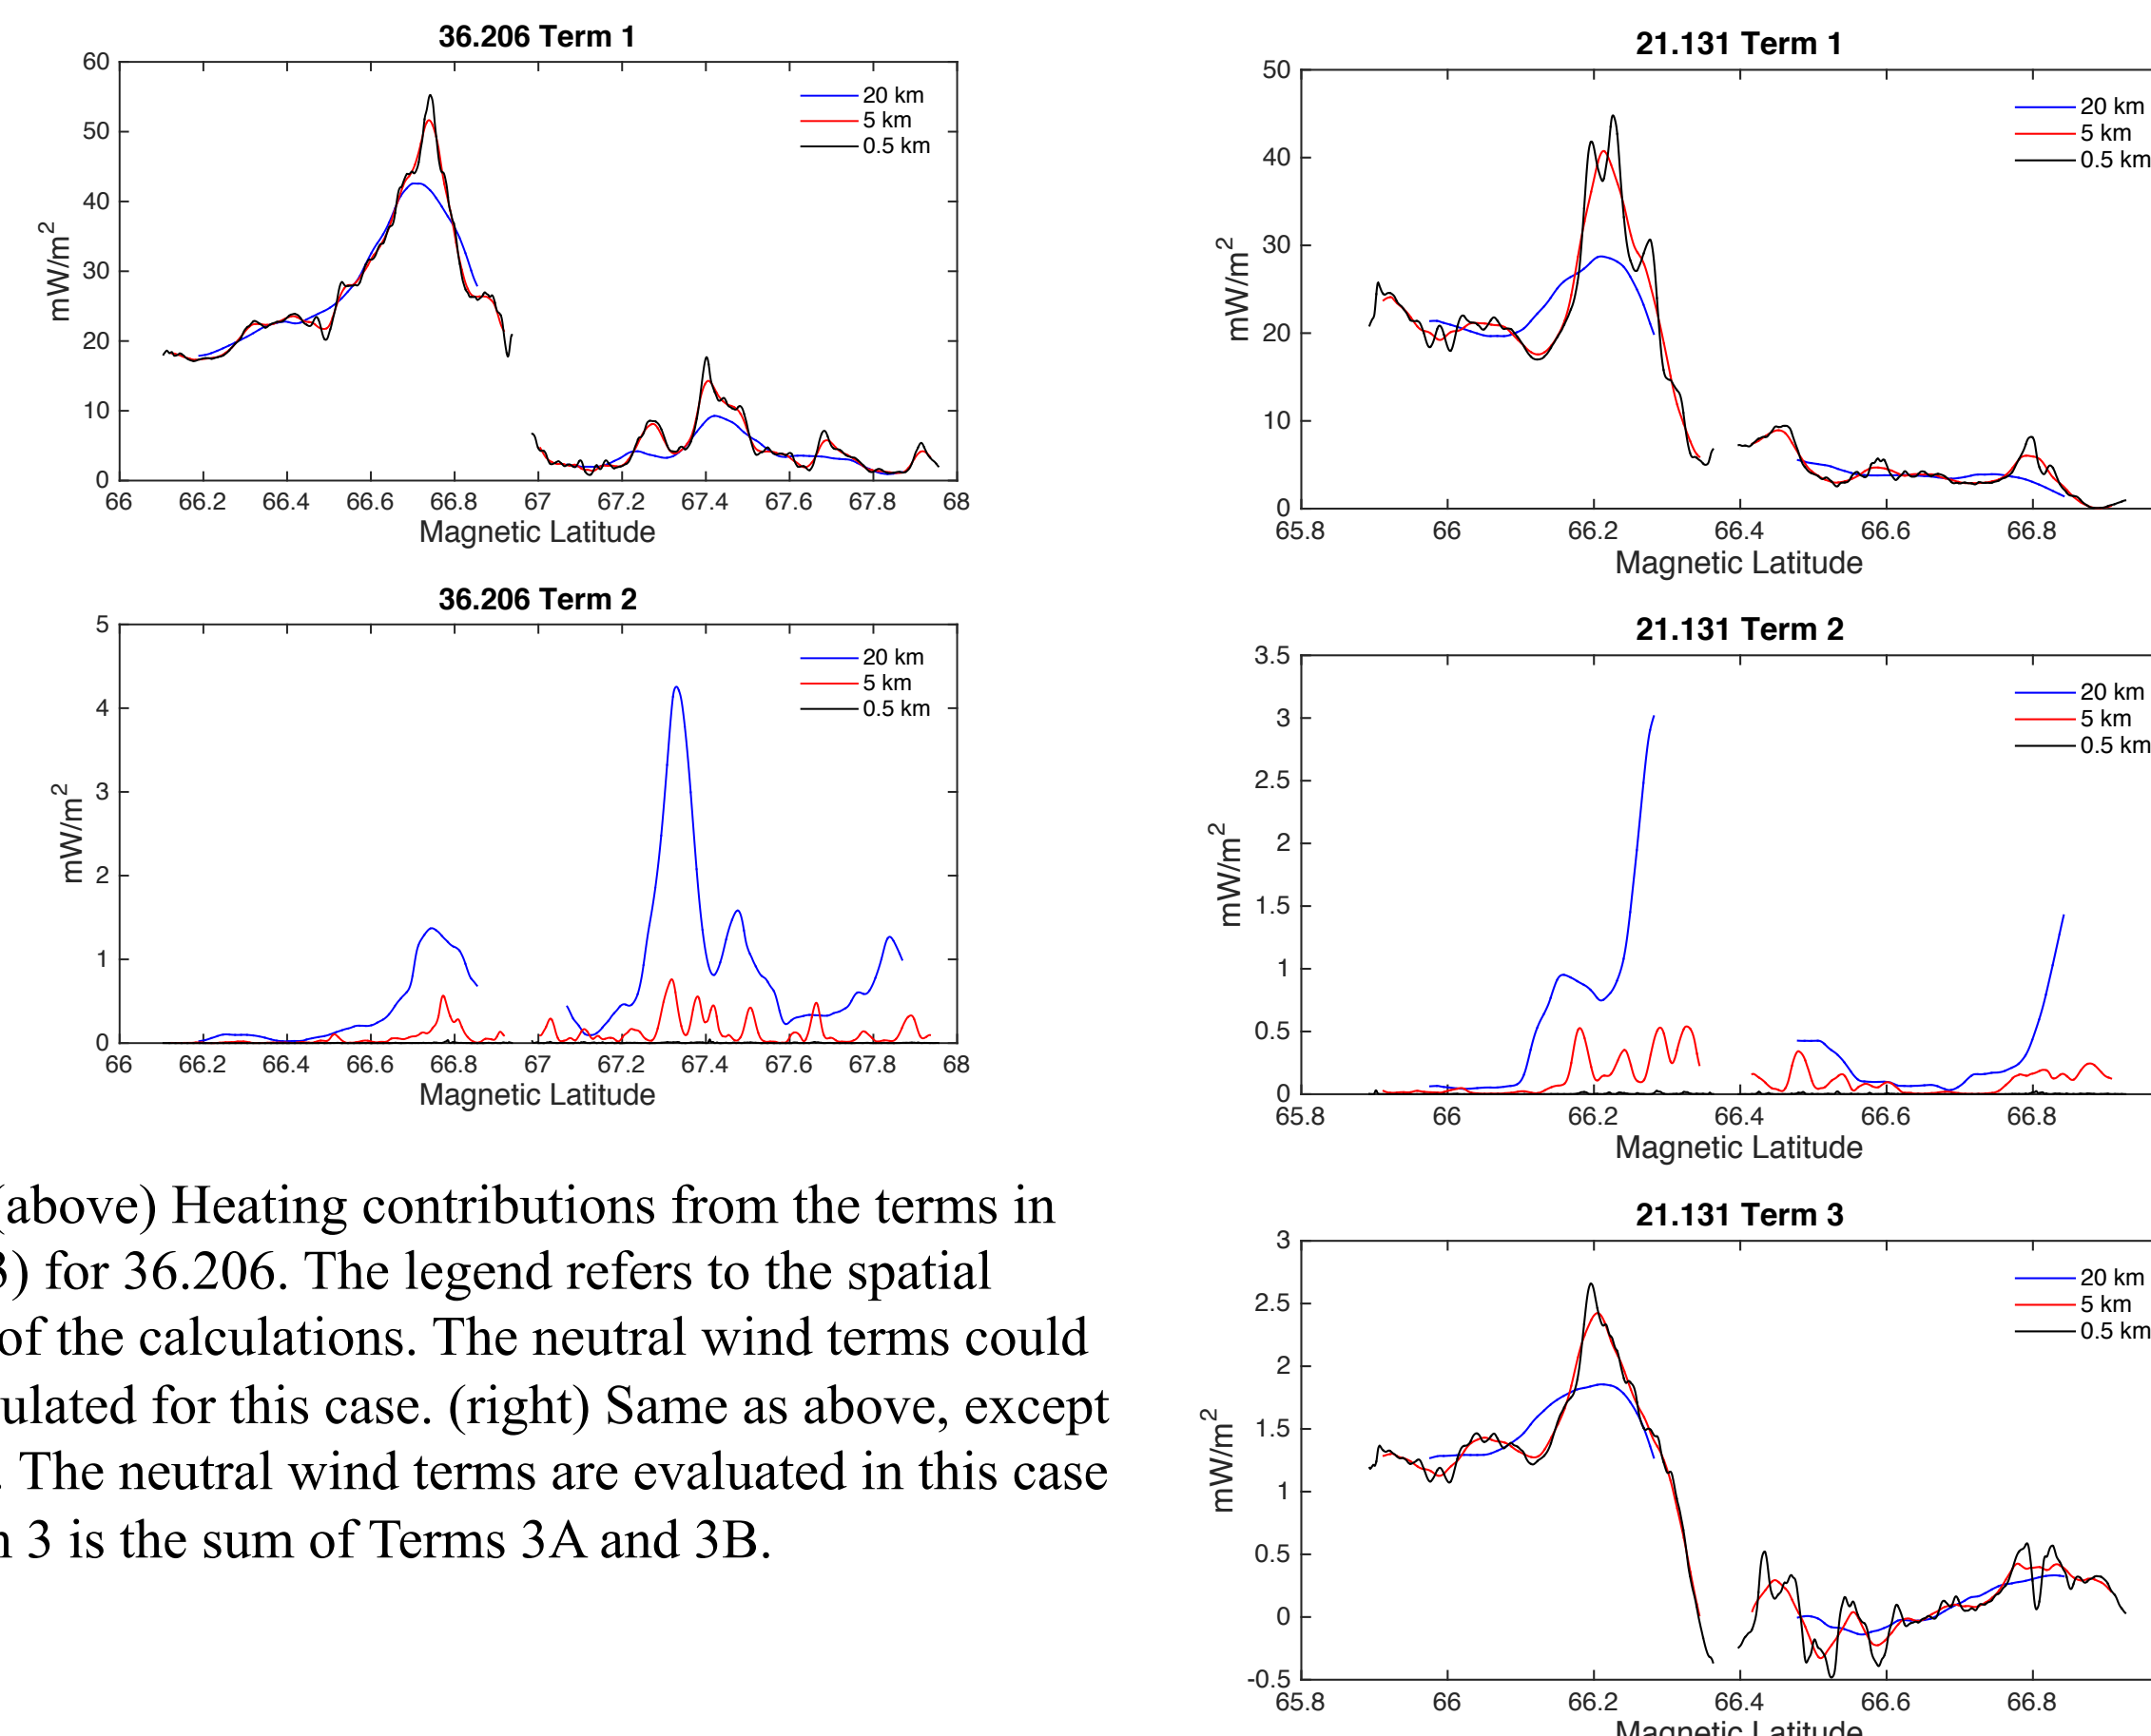 36.206 Term 1
60
50
40
30
20
10
0
mW/m2
20 km
5 km
0.5 km
66 66.2 66.4 66.6 66.8 67 67.2 67.4 67.6 67.8 68
Magnetic Latitude
36.206 Term 2
5
4
3
2
1
0
mW/m2
20 km
5 km
0.5 km
66 66.2 66.4 66.6 66.8 67 67.2 67.4 67.6 67.8 68
Magnetic Latitude
(above) Heating contributions from the terms in
3) for 36.206. The legend refers to the spatial
of the calculations. The neutral wind terms could
ulated for this case. (right) Same as above, except
. The neutral wind terms are evaluated in this case
3 is the sum of Terms 3A and 3B.
21.131 Term 1
50
40
30
20
10
0
mW/m2
20 km
5 km
0.5 km
65.8 66 66.2 66.4 66.6 66.8
Magnetic Latitude
21.131 Term 2
3.5
3
2.5
2
1.5
1
0.5
0
mW/m2
20 km
5 km
0.5 km
65.8 66 66.2 66.4 66.6 66.8
Magnetic Latitude
21.131 Term 3
3
2.5
2
1.5
1
0.5
0
-0.5
mW/m2
20 km
5 km
0.5 km
65.8 66 66.2 66.4 66.6 66.8
Magnetic Latitude